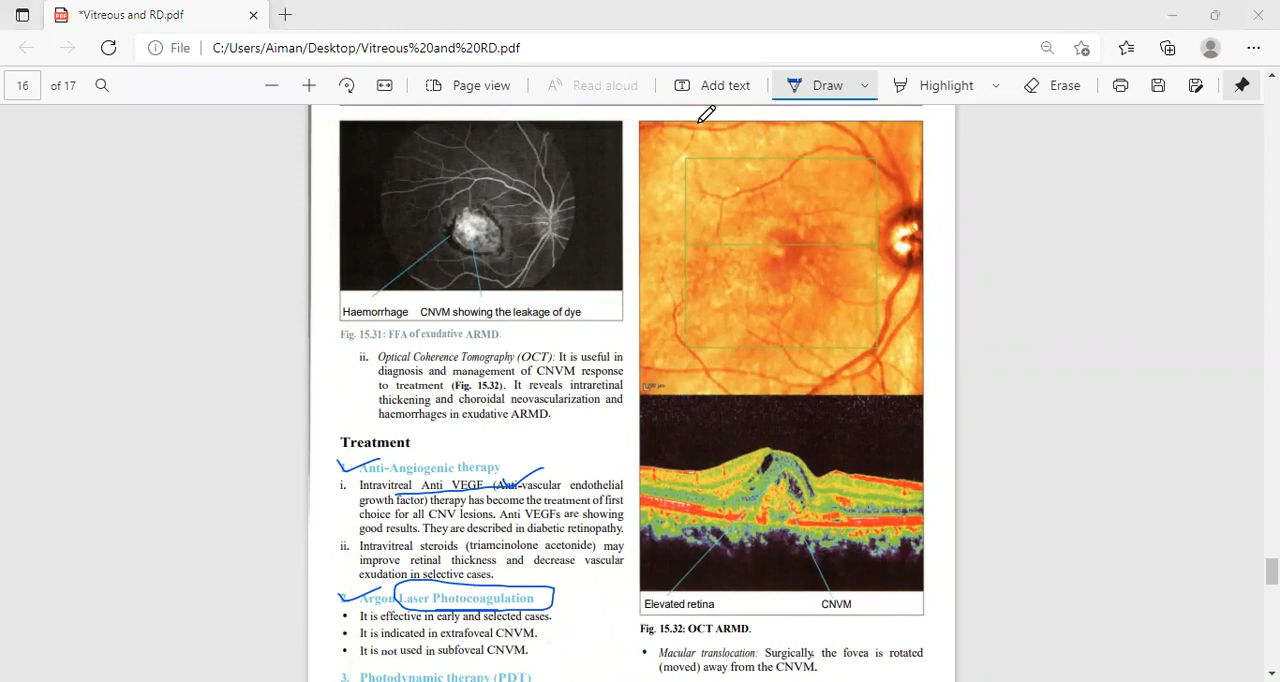 *Vitreous and RD.pdf
File C:/Users/Aiman/Desktop/Vitreous%20and%20RD.pdf
16 of 17 Page view Read aloud Add text Draw Highlight Erase
Haemorrhage CNVM showing the leakage of dye
Fig. 15.31: FFA of exudative ARMD.
ii. Optical Coherence Tomography (OCT): It is useful in
diagnosis and management of CNVM response
to treatment (Fig. 15.32). It reveals intraretinal
thickening and choroidal neovascularization and
haemorrhages in exudative ARMD.
Treatment
1. Anti-Angiogenic therapy
i. Intravitreal Anti VEGF (Anti-vascular endothelial
growth factor) therapy has become the treatment of first
choice for all CNV lesions. Anti VEGFs are showing
good results. They are described in diabetic retinopathy.
ii. Intravitreal steroids (triamcinolone acetonide) may
improve retinal thickness and decrease vascular
exudation in selective cases.
2. Argon Laser Photocoagulation
• It is effective in early and selected cases.
• It is indicated in extrafoveal CNVM.
• It is not used in subfoveal CNVM.
3. Photodynamic therapy (PDT)
Elevated retina CNVM
Fig. 15.32: OCT ARMD.
• Macular translocation: Surgically, the fovea is rotated
(moved) away from the CNVM.